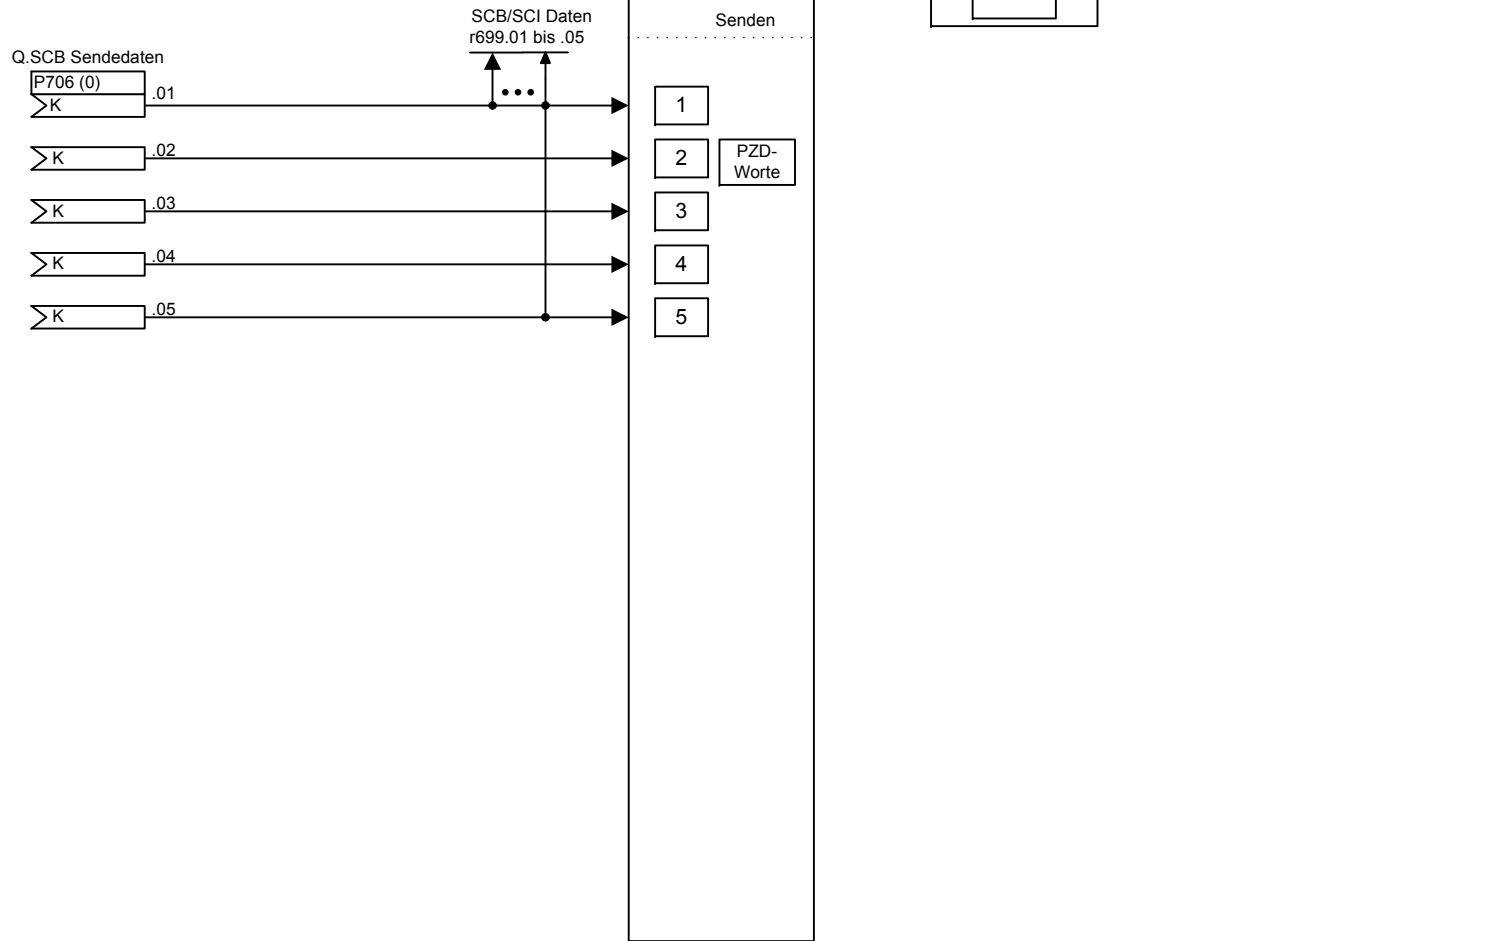 SCB/SCI Daten
r699.01 bis .05
Senden
Q.SCB Sendedaten
P706 (0)
K
.01
1
K
.02
2
PZD-
Worte
K
.03
3
K
.04
4
K
.05
5